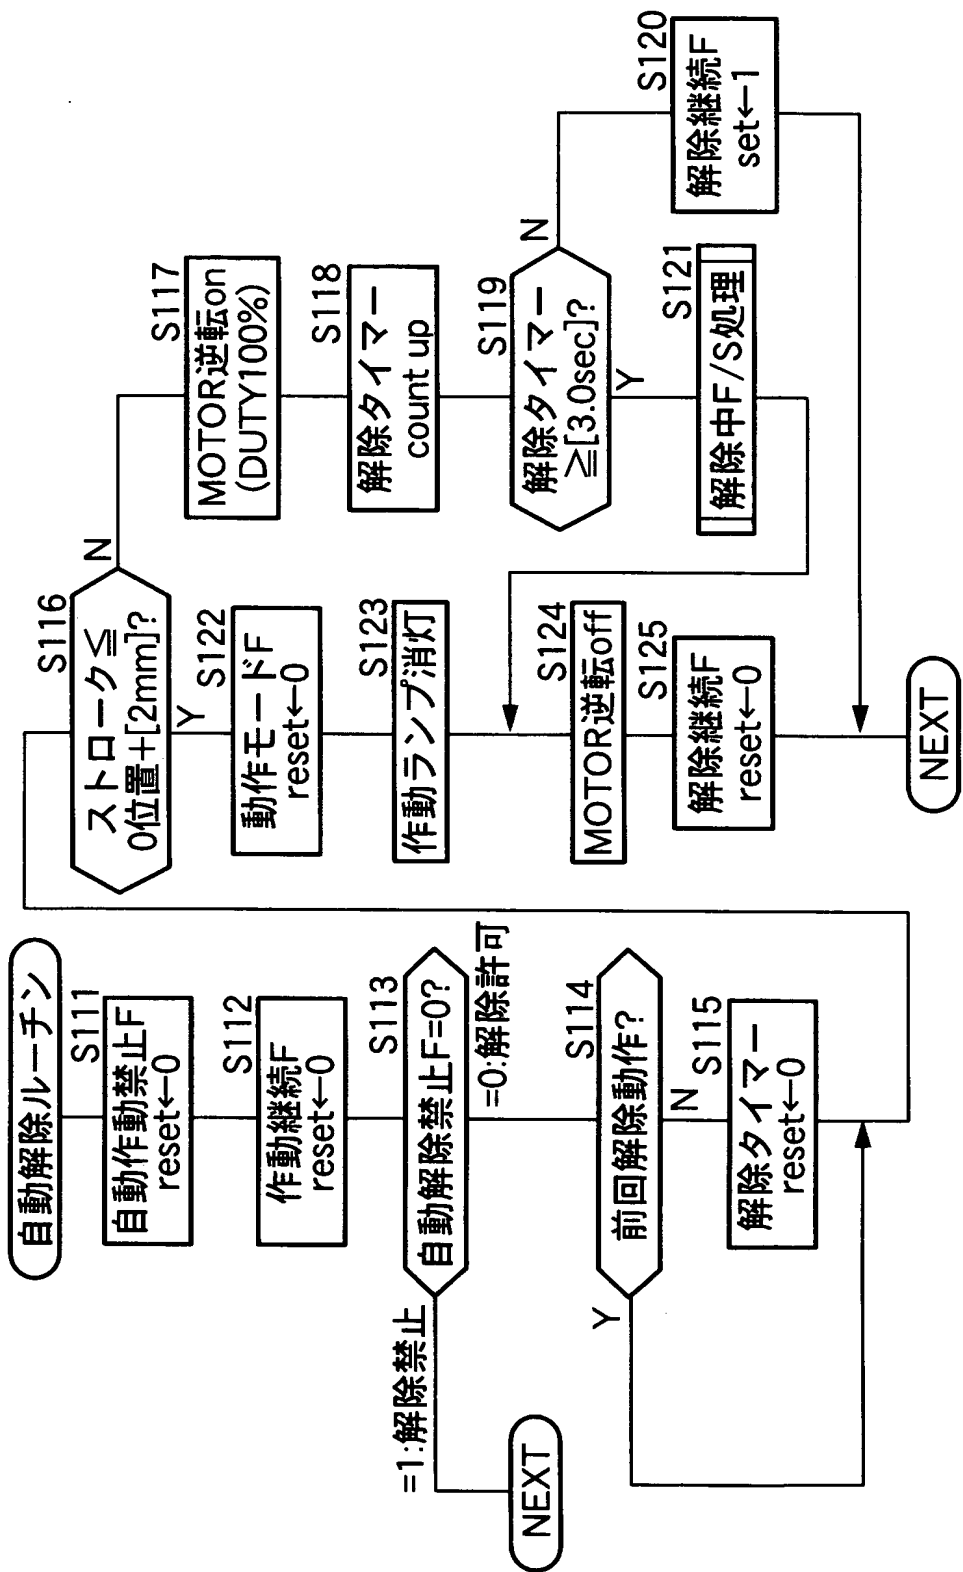 自動解除ルーチン
S111
自動作動禁止F
reset←0
S112
作動継続F
reset←0
S113
自動解除禁止F=0?
=1:解除禁止
NEXT
=0:解除許可
S114
前回解除動作?
Y
N
S115
解除タイマー
reset←0
S116
ストローク≦
0位置+[2mm]?
N
Y
S117
MOTOR逆転on
(DUTY100%)
S118
解除タイマー
count up
S119
解除タイマー
≧[3.0sec]?
N
Y
S120
解除継続F
set←1
S121
解除中F/S処理
S122
動作モードF
reset←0
S123
作動ランプ消灯
S124
MOTOR逆転off
S125
解除継続F
reset←0
NEXT